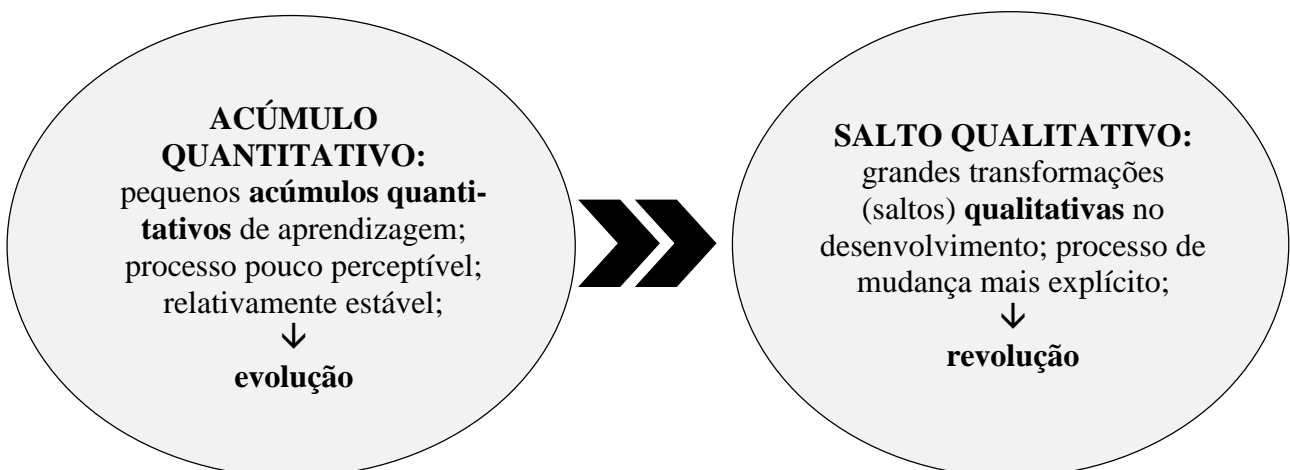 ACÚMULO
QUANTITATIVO:
pequenos acúmulos quanti-
tativos de aprendizagem;
processo pouco perceptível;
relativamente estável;
↓
evolução
SALTO QUALITATIVO:
grandes transformações
(saltos) qualitativas no
desenvolvimento; processo de
mudança mais explícito;
↓
revolução